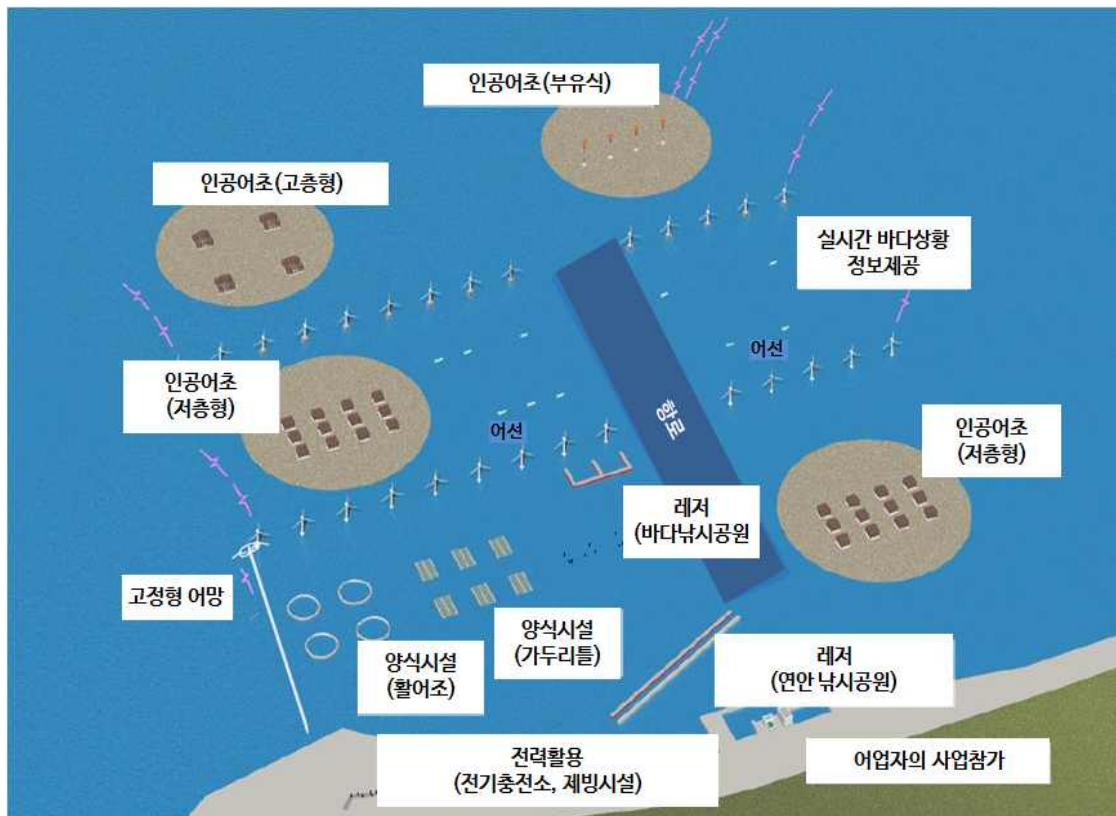 인공어초(부유식)
인공어초(고층형)
실시간 바다상황
정보제공
어선
인공어초
(저층형)
항로
인공어초
(저층형)
어선
레저
(바다낚시공원
고정형 어망
양식시설
(가두리틀)
양식시설
(활어조)
레저
(연안 낚시공원)
전력활용
(전기충전소, 제빙시설)
어업자의 사업참가